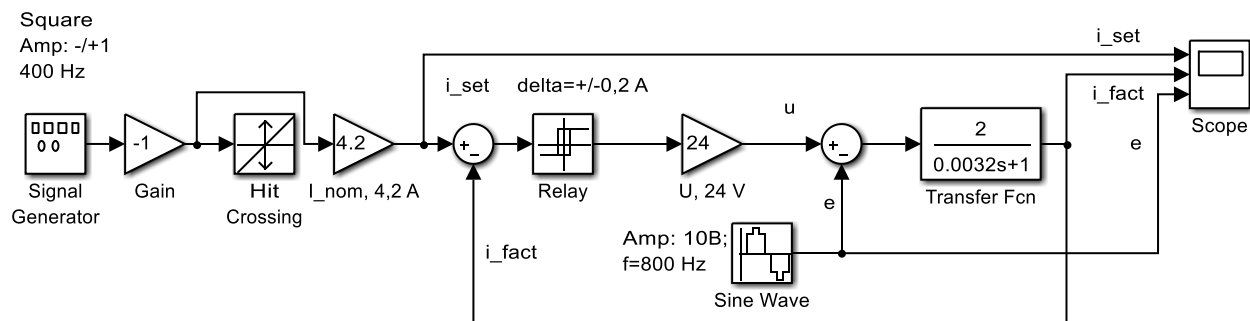 Square
Amp: -/+1
400 Hz
i_set
i_set
delta=+/-0,2 A
i_fact
u
e
Scope
-1
4.2
+
−
24
+
−
2
0.0032s+1
Signal
Generator
Gain
Hit
Crossing
I_nom, 4,2 A
Relay
U, 24 V
Transfer Fcn
e
Amp: 10B;
f=800 Hz
i_fact
Sine Wave